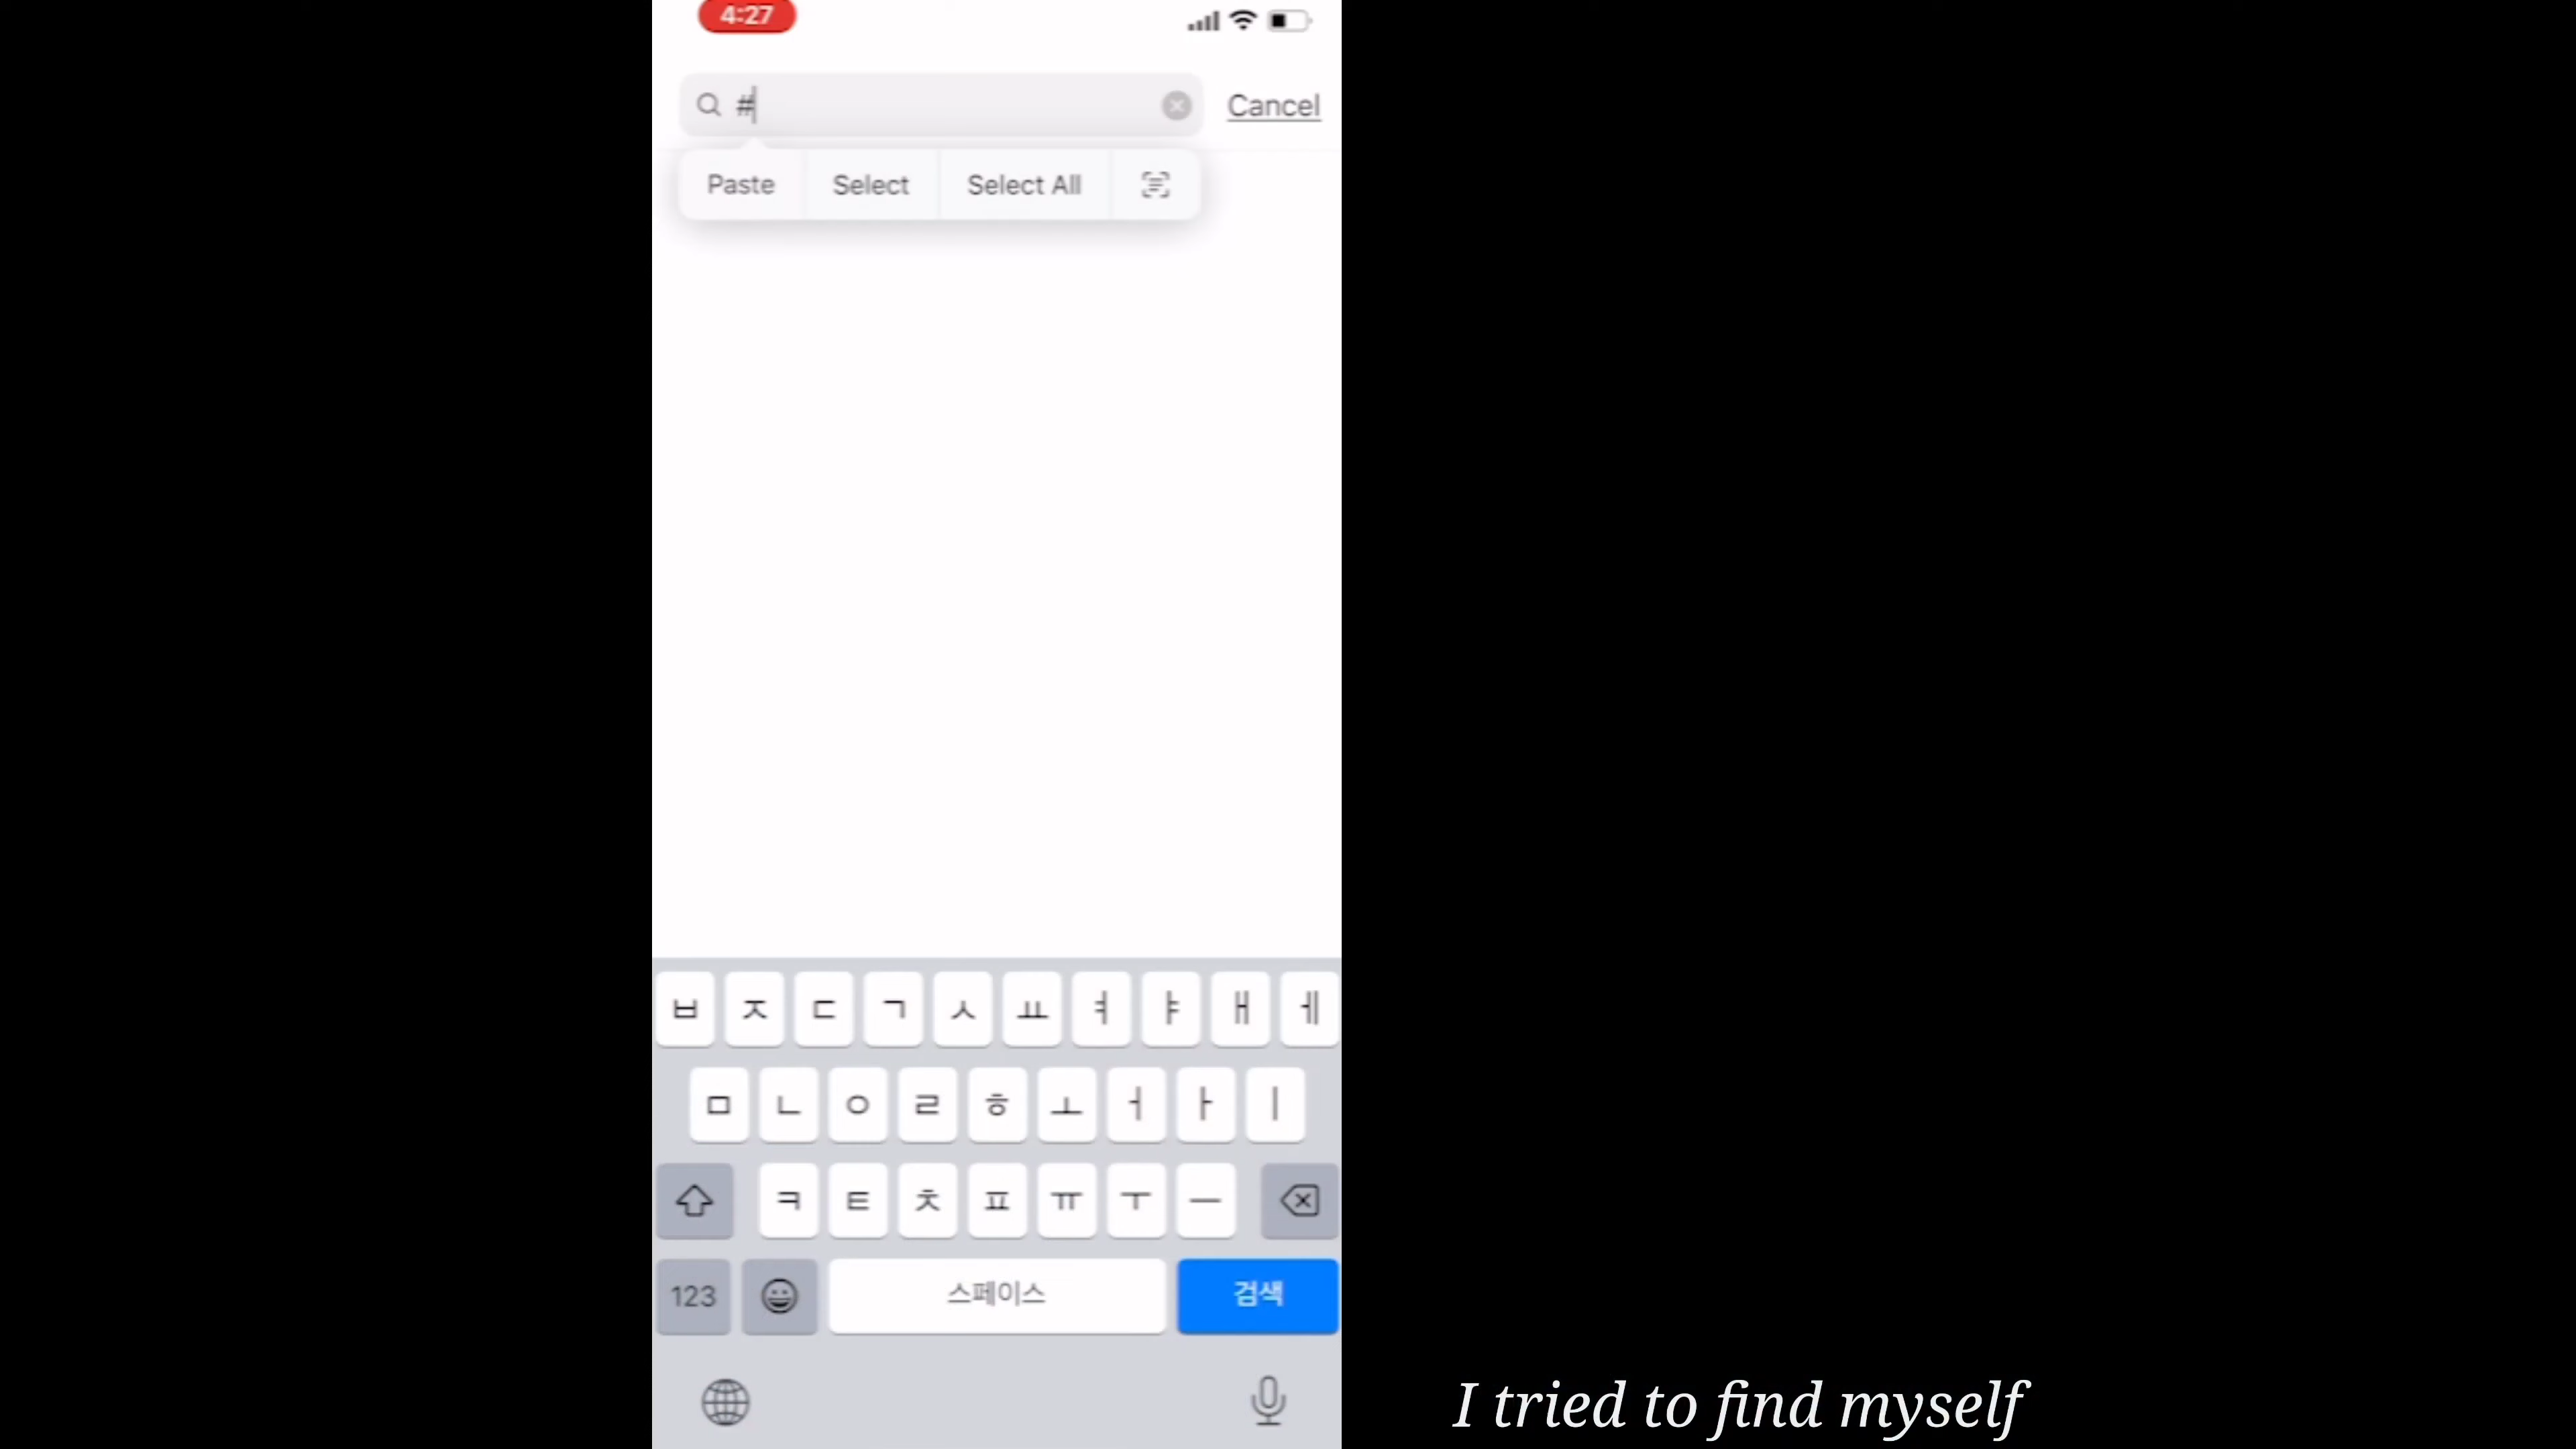 4:27
#
Cancel
Paste Select Select All
ㅂ ㅈ ㄷ ㄱ ㅅ ㅛ ㅕ ㅑ ㅐ ㅔ
ㅁ ㄴ ㅇ ㄹ ㅎ ㅗ ㅓ ㅏ ㅣ
ㅋ ㅌ ㅊ ㅍ ㅠ ㅜ ㅡ
123 스페이스 검색
I tried to find myself